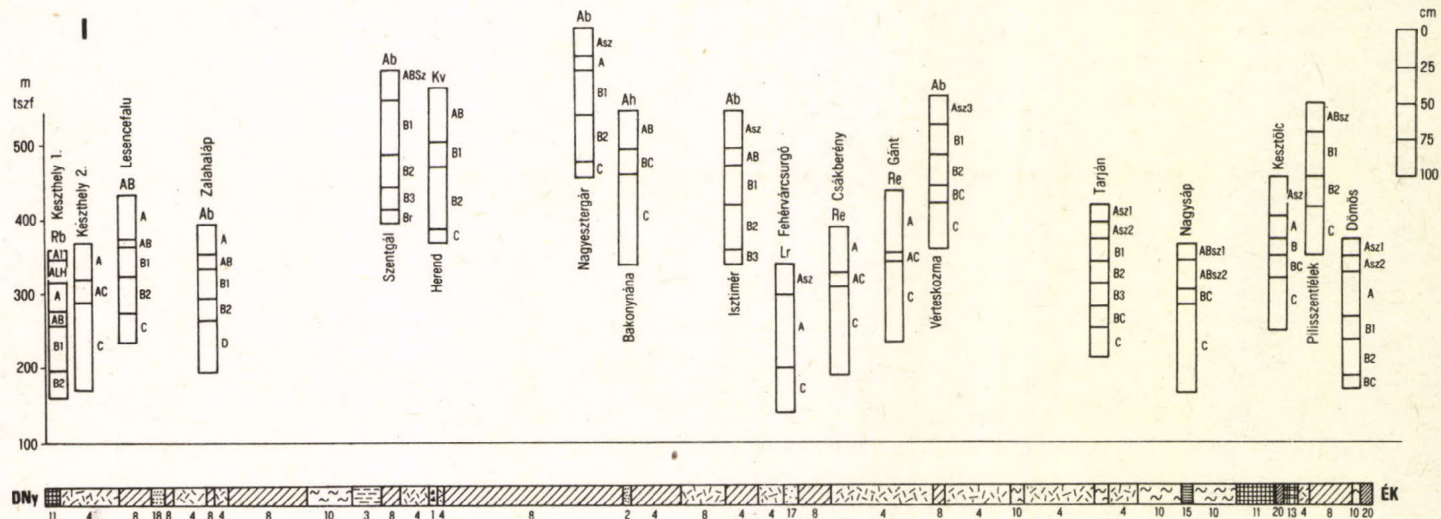 I
m
tszf
500
400
300
200
100
cm
0
25
50
75
100
Keszthely 1.
Rb
A1
ALH
A
AB
B1
B2
Keszthely 2.
A
AC
C
Lesencefalu
AB
A
AB
B1
B2
C
Zalahaláp
Ab
A
AB
B1
B2
D
Ab
ABSz
B1
B2
B3
Br
Szentgál
Kv
AB
B1
B2
C
Herend
Ab
Asz
A
B1
B2
C
Nagyesztergár
Ah
AB
BC
C
Bakonynána
Ab
Asz
AB
B1
B2
B3
Isztimér
Fehérvárcsurgó
Lr
Asz
A
C
Csákberény
Re
A
AC
C
Gánt
Re
A
AC
C
Ab
Asz3
B1
B2
BC
C
Vérteskozma
Tarján
Asz1
Asz2
B1
B2
B3
BC
C
Nagysáp
ABsz1
ABsz2
BC
C
Kesztölc
Asz
A
B
BC
C
ABsz
B1
B2
C
Pilisszentlélek
Dömös
Asz1
Asz2
A
B1
B2
BC
DNy
ÉK
11 4 8 18 8 4 8 4 8 10 3 8 4 1 4 8 2 4 8 4 4 17 8 4 8 4 10 4 4 10 15 10 11 20 13 4 8 10 20